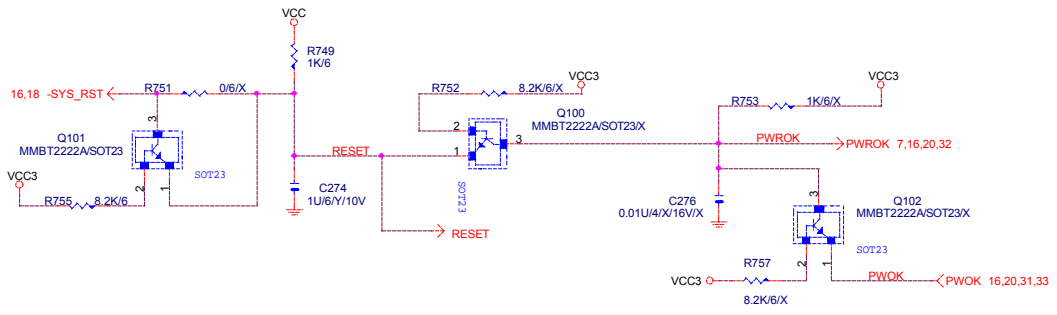 VCC
R749
1K/6
16,18 -SYS_RST
R751
0/6/X
R752
8.2K/6/X
VCC3
VCC3
R753
1K/6/X
3
Q101
MMBT2222A/SOT23
Q100
MMBT2222A/SOT23/X
2
3
1
RESET
PWROK
PWROK 7,16,20,32
SOT23
VCC3
R755
8.2K/6
2
1
C274
1U/6/Y/10V
SOT23
RESET
C276
0.01U/4/X/16V/X
3
Q102
MMBT2222A/SOT23/X
SOT23
R757
VCC3
8.2K/6/X
2
1
PWOK
PWOK 16,20,31,33